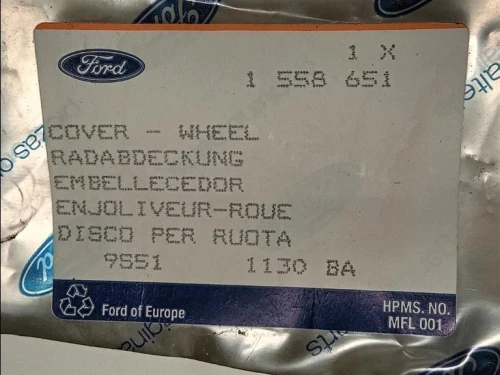 Ford
1 X
1 558 651
COVER - WHEEL
RADABDECKUNG
EMBELLECEDOR
ENJOLIVEUR-ROUE
DISCO PER RUOTA
9SS1 1130 BA
Ford of Europe
HPMS. NO.
MFL 001